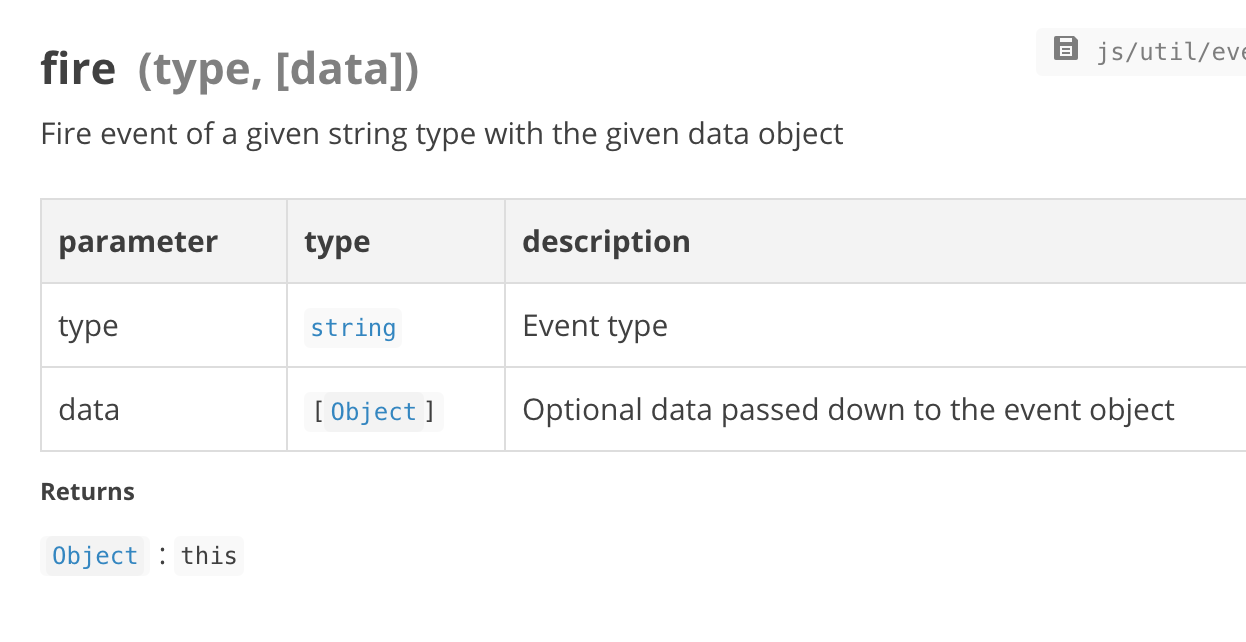 fire (type, [data])
js/util/eve
Fire event of a given string type with the given data object
parameter type description
type string Event type
data [Object] Optional data passed down to the event object
Returns
Object : this